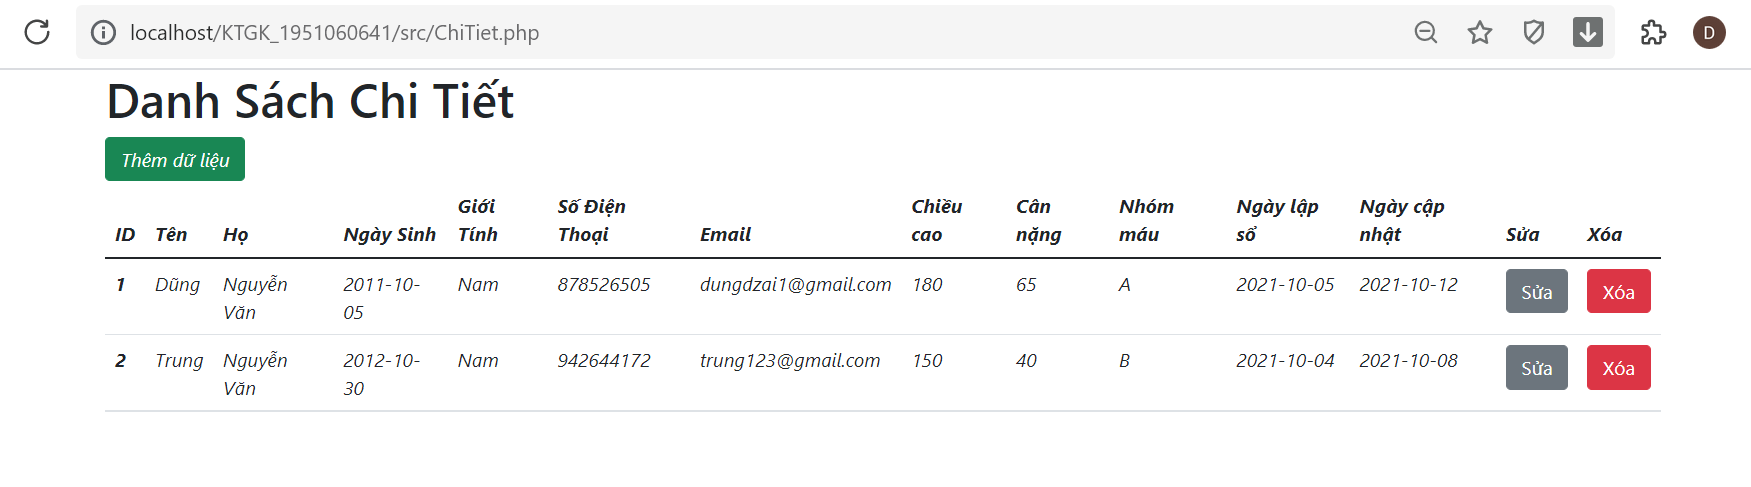 localhost/KTGK_1951060641/src/ChiTiet.php
D
Danh Sách Chi Tiết
Thêm dữ liệu
ID Tên Họ Ngày Sinh Giới Tính Số Điện Thoại Email Chiều cao Cân nặng Nhóm máu Ngày lập sổ Ngày cập nhật Sửa Xóa
1 Dũng Nguyễn Văn 2011-10-05 Nam 878526505 dungdzai1@gmail.com 180 65 A 2021-10-05 2021-10-12 Sửa Xóa
2 Trung Nguyễn Văn 2012-10-30 Nam 942644172 trung123@gmail.com 150 40 B 2021-10-04 2021-10-08 Sửa Xóa